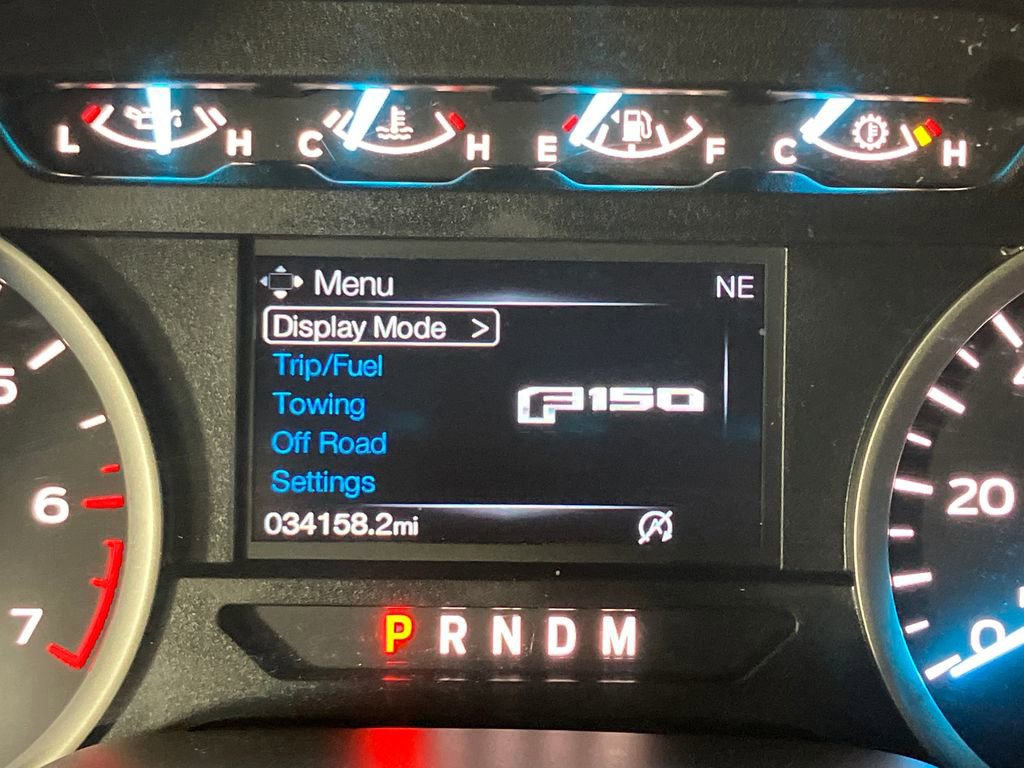 L H C H E F C H
Menu NE
Display Mode >
Trip/Fuel
Towing
F150
Off Road
Settings
034158.2mi
5
6
7
20
0
P R N D M